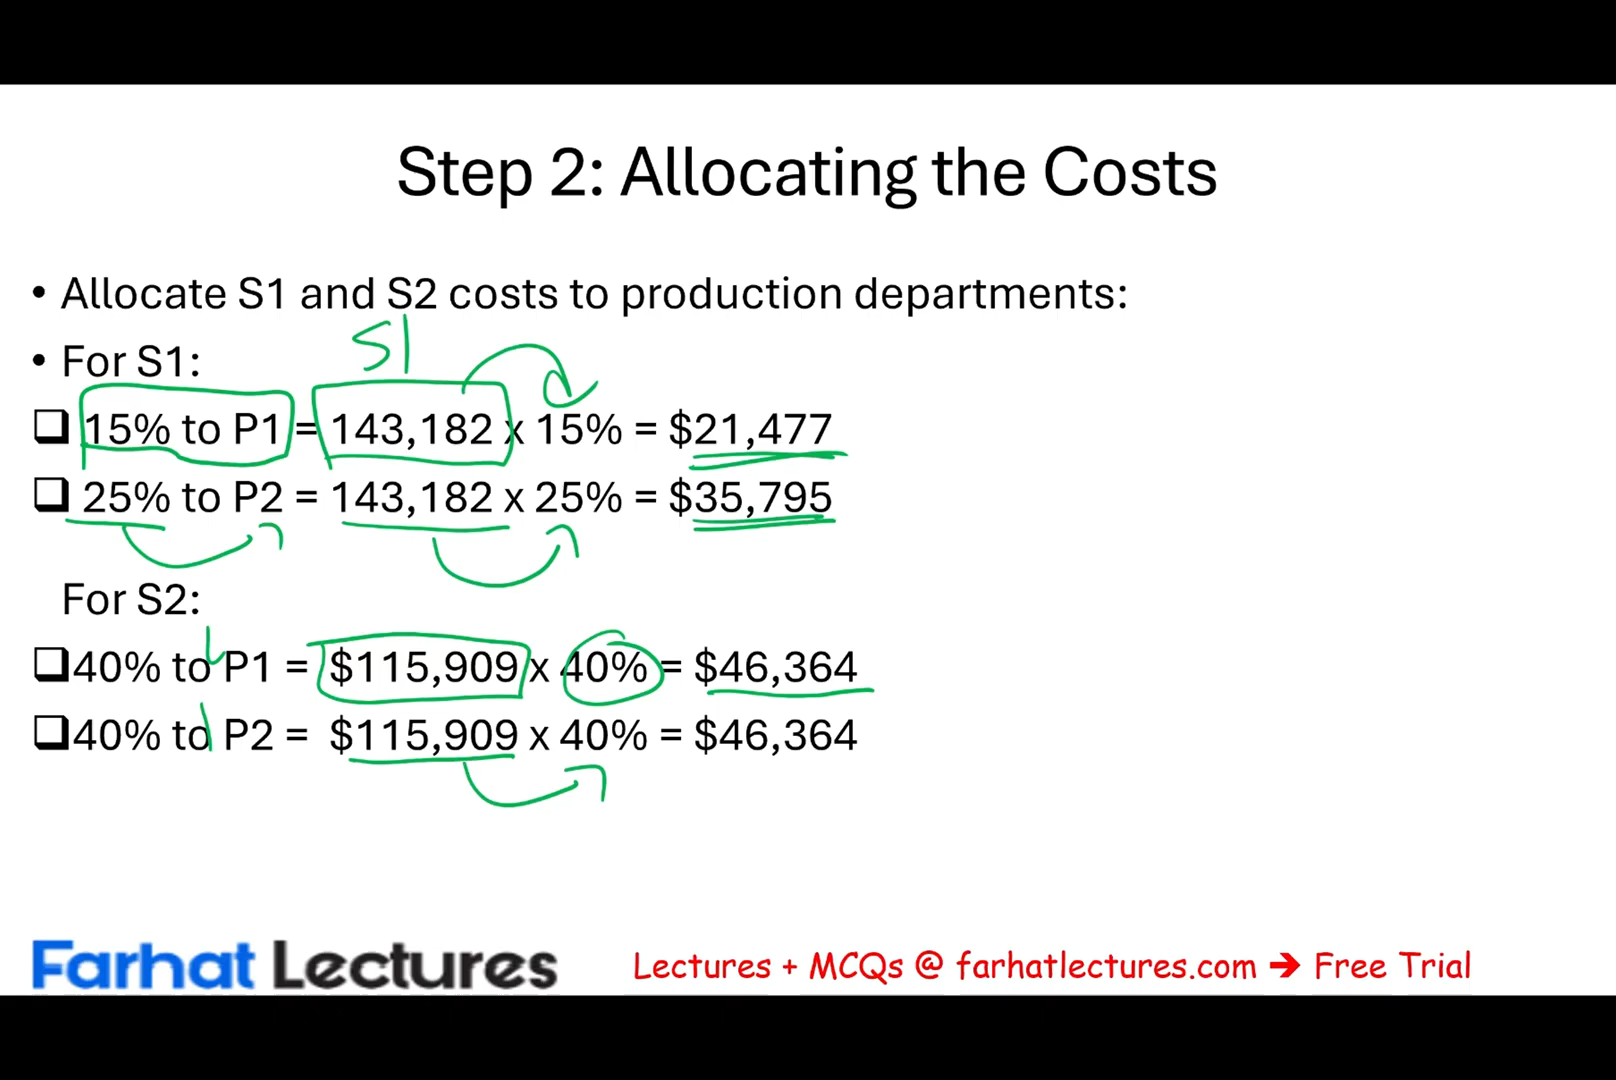 Step 2: Allocating the Costs
• Allocate S1 and S2 costs to production departments:
S1
• For S1:
❑ 15% to P1 = 143,182 x 15% = $21,477
❑ 25% to P2 = 143,182 x 25% = $35,795
For S2:
❑40% to P1 = $115,909 x 40% = $46,364
❑40% to P2 = $115,909 x 40% = $46,364
Farhat Lectures
Lectures + MCQs @ farhatlectures.com → Free Trial